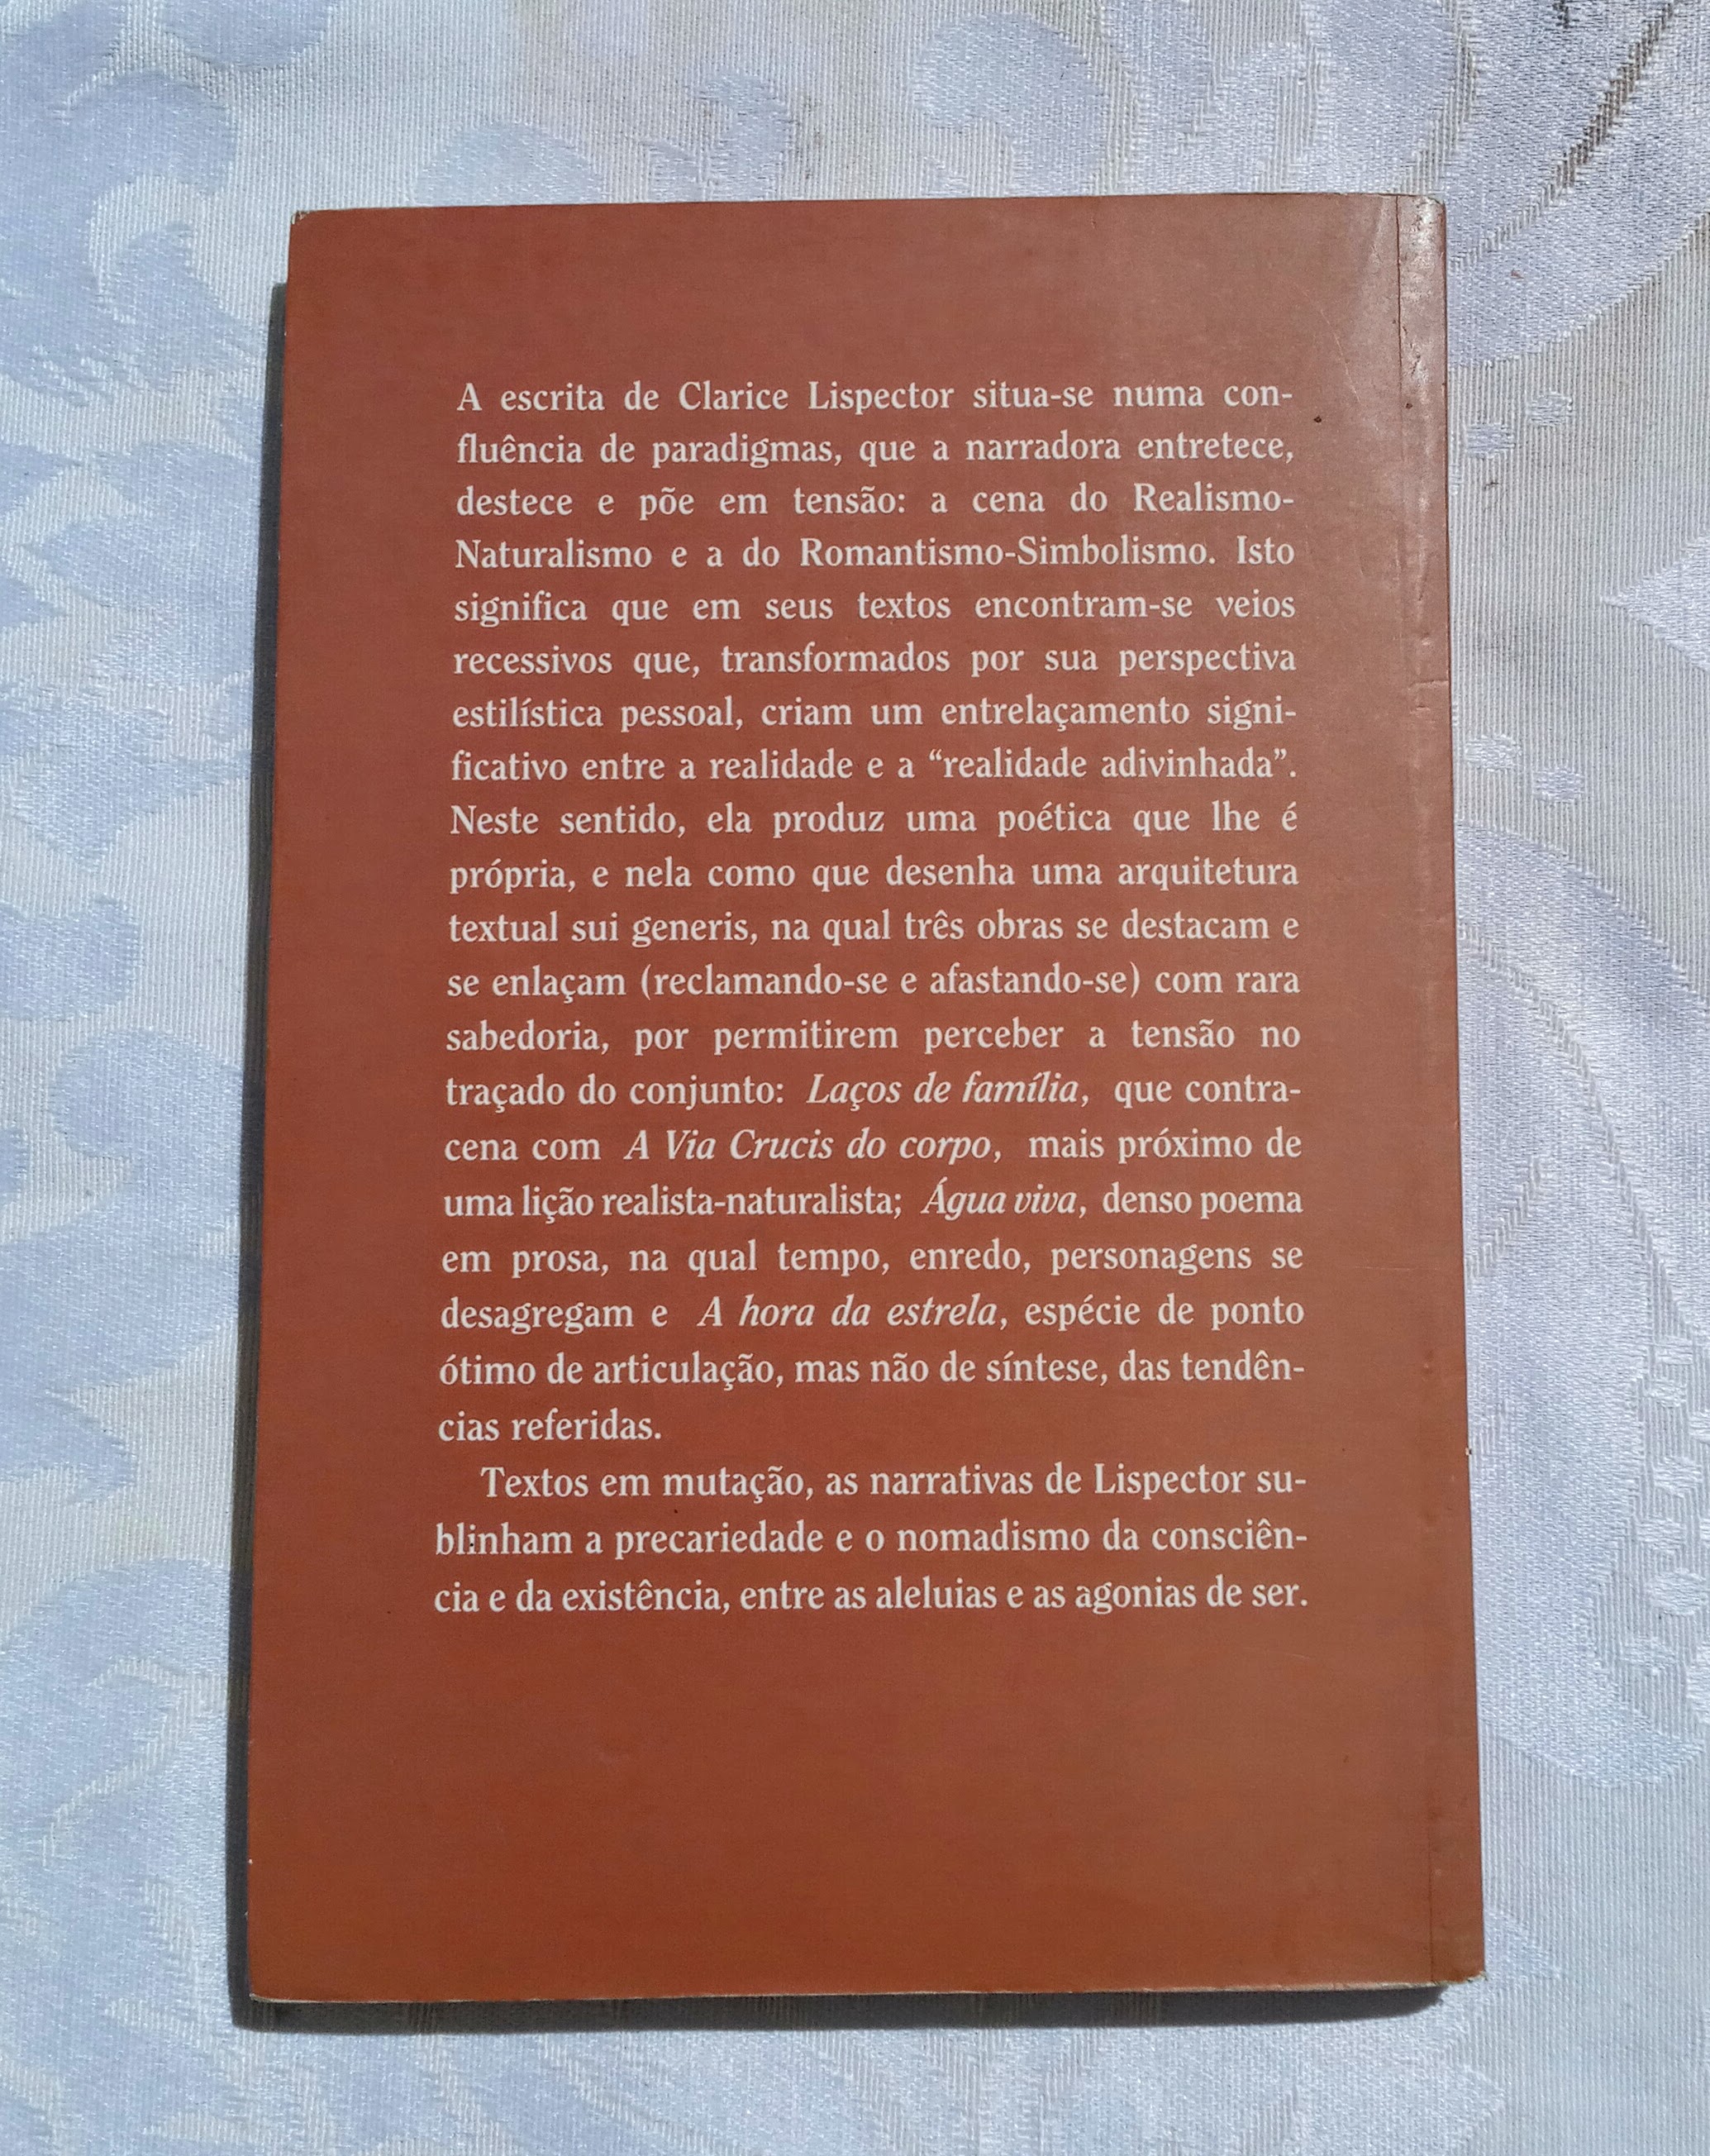 A escrita de Clarice Lispector situa-se numa con-
fluência de paradigmas, que a narradora entretece,
destece e põe em tensão: a cena do Realismo-
Naturalismo e a do Romantismo-Simbolismo. Isto
significa que em seus textos encontram-se veios
recessivos que, transformados por sua perspectiva
estilística pessoal, criam um entrelaçamento signi-
ficativo entre a realidade e a “realidade adivinhada”.
Neste sentido, ela produz uma poética que lhe é
própria, e nela como que desenha uma arquitetura
textual sui generis, na qual três obras se destacam e
se enlaçam (reclamando-se e afastando-se) com rara
sabedoria, por permitirem perceber a tensão no
traçado do conjunto: Laços de família, que contra-
cena com A Via Crucis do corpo, mais próximo de
uma lição realista-naturalista; Água viva, denso poema
em prosa, na qual tempo, enredo, personagens se
desagregam e A hora da estrela, espécie de ponto
ótimo de articulação, mas não de síntese, das tendên-
cias referidas.
Textos em mutação, as narrativas de Lispector su-
blinham a precariedade e o nomadismo da consciên-
cia e da existência, entre as aleluias e as agonias de ser.